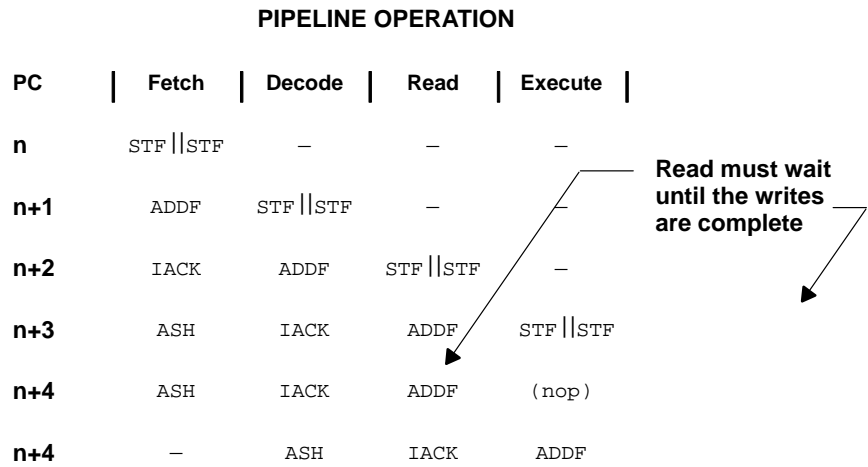 PIPELINE OPERATION
PC | Fetch | Decode | Read | Execute |
n STF||STF – – –
Read must wait
until the writes
are complete
n+1 ADDF STF||STF – –
n+2 IACK ADDF STF||STF –
n+3 ASH IACK ADDF STF||STF
n+4 ASH IACK ADDF (nop)
n+4 – ASH IACK ADDF